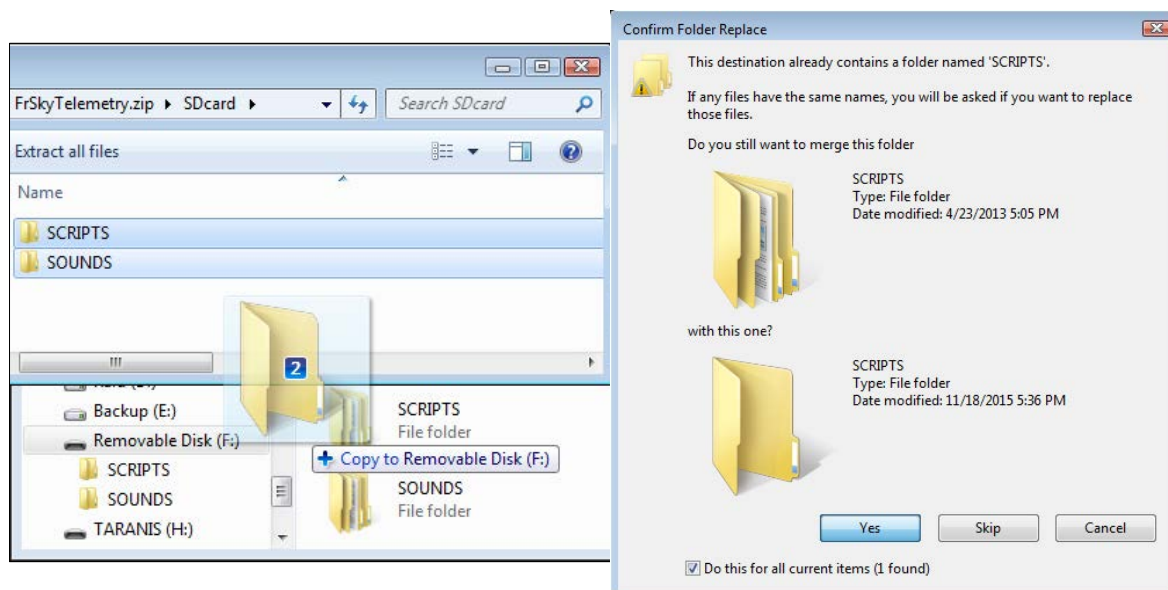 FrSkyTelemetry.zip ▸ SDcard ▸
Search SDcard
Extract all files
Name
SCRIPTS
SOUNDS
2
Backup (E:)
SCRIPTS
Removable Disk (F:)
File folder
Copy to Removable Disk (F:)
SCRIPTS
SOUNDS
SOUNDS
File folder
TARANIS (H:)
Confirm Folder Replace
This destination already contains a folder named 'SCRIPTS'.
If any files have the same names, you will be asked if you want to replace
those files.
Do you still want to merge this folder
SCRIPTS
Type: File folder
Date modified: 4/23/2013 5:05 PM
with this one?
SCRIPTS
Type: File folder
Date modified: 11/18/2015 5:36 PM
Yes
Skip
Cancel
Do this for all current items (1 found)